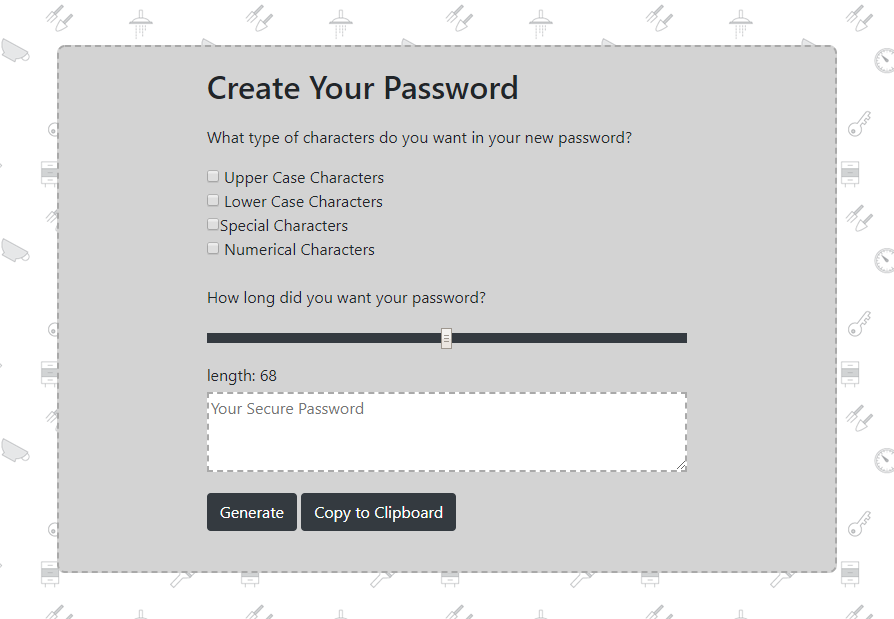 Create Your Password
What type of characters do you want in your new password?
Upper Case Characters
Lower Case Characters
Special Characters
Numerical Characters
How long did you want your password?
length: 68
Your Secure Password
Generate Copy to Clipboard